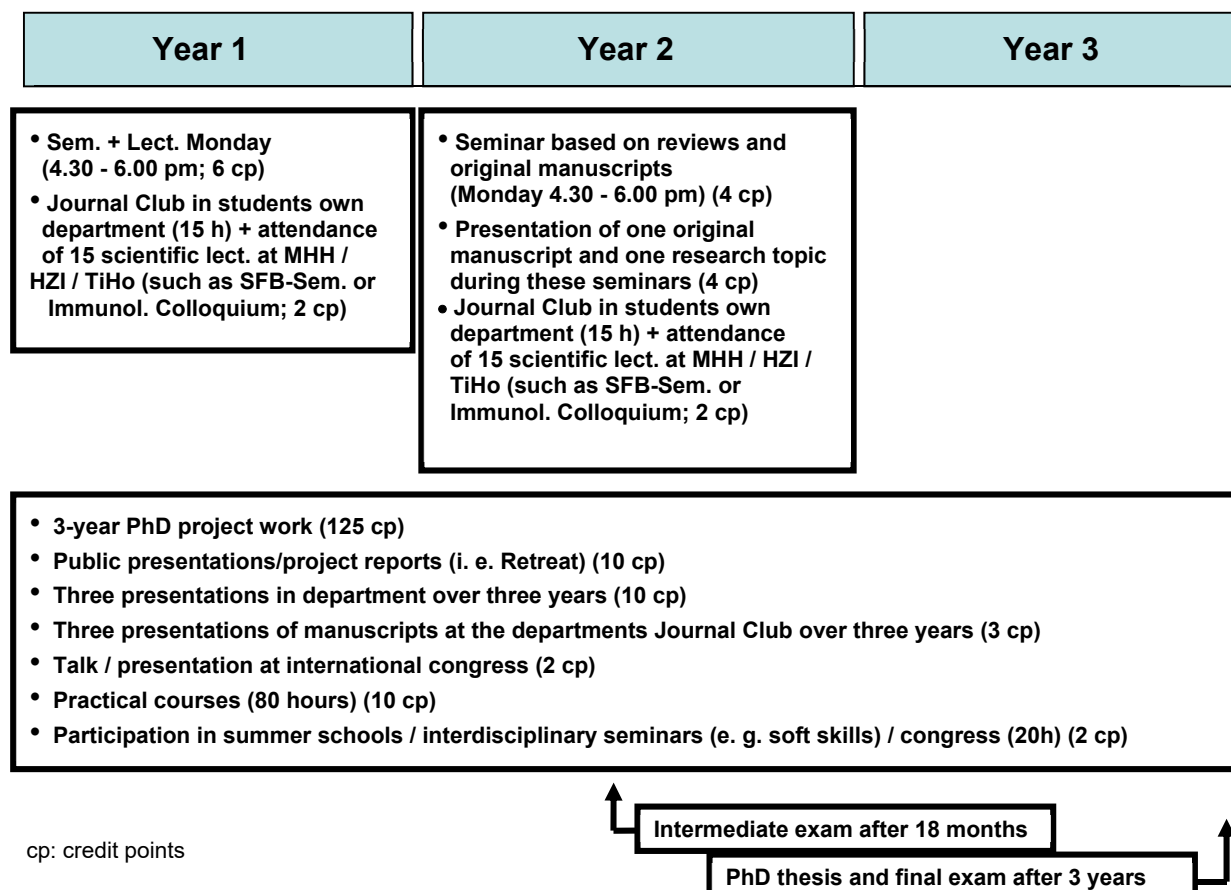 Year 1
Year 2
Year 3
• Sem. + Lect. Monday
(4.30 - 6.00 pm; 6 cp)
• Journal Club in students own
department (15 h) + attendance
of 15 scientific lect. at MHH /
HZI / TiHo (such as SFB-Sem. or
Immunol. Colloquium; 2 cp)
• Seminar based on reviews and
original manuscripts
(Monday 4.30 - 6.00 pm) (4 cp)
• Presentation of one original
manuscript and one research topic
during these seminars (4 cp)
• Journal Club in students own
department (15 h) + attendance
of 15 scientific lect. at MHH / HZI /
TiHo (such as SFB-Sem. or
Immunol. Colloquium; 2 cp)
• 3-year PhD project work (125 cp)
• Public presentations/project reports (i. e. Retreat) (10 cp)
• Three presentations in department over three years (10 cp)
• Three presentations of manuscripts at the departments Journal Club over three years (3 cp)
• Talk / presentation at international congress (2 cp)
• Practical courses (80 hours) (10 cp)
• Participation in summer schools / interdisciplinary seminars (e. g. soft skills) / congress (20h) (2 cp)
Intermediate exam after 18 months
cp: credit points
PhD thesis and final exam after 3 years